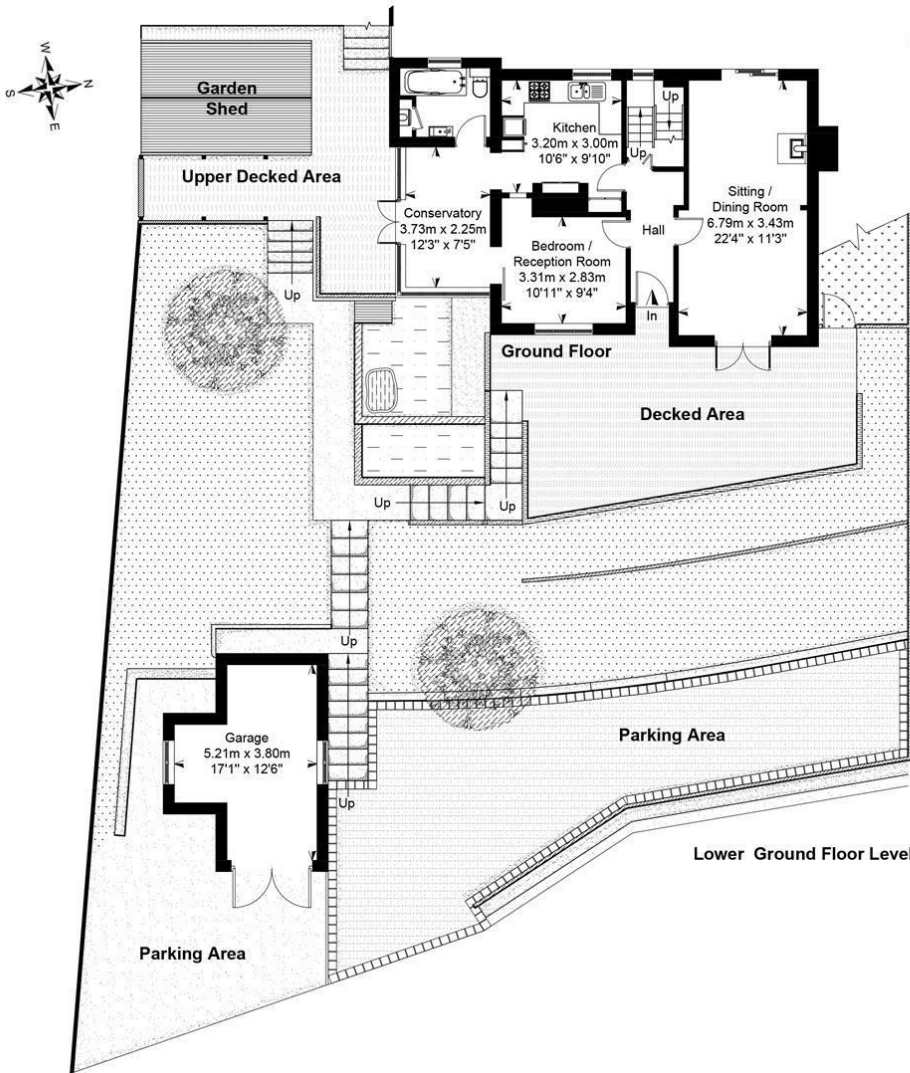 W
S
N
E
Garden
Shed
Upper Decked Area
Up
Conservatory
3.73m x 2.25m
12'3" x 7'5"
Kitchen
3.20m x 3.00m
10'6" x 9'10"
Up
Up
Sitting /
Dining Room
6.79m x 3.43m
22'4" x 11'3"
Hall
Bedroom /
Reception Room
3.31m x 2.83m
10'11" x 9'4"
In
Ground Floor
Decked Area
Up
Up
Up
Garage
5.21m x 3.80m
17'1" x 12'6"
Up
Parking Area
Lower Ground Floor Level
Parking Area